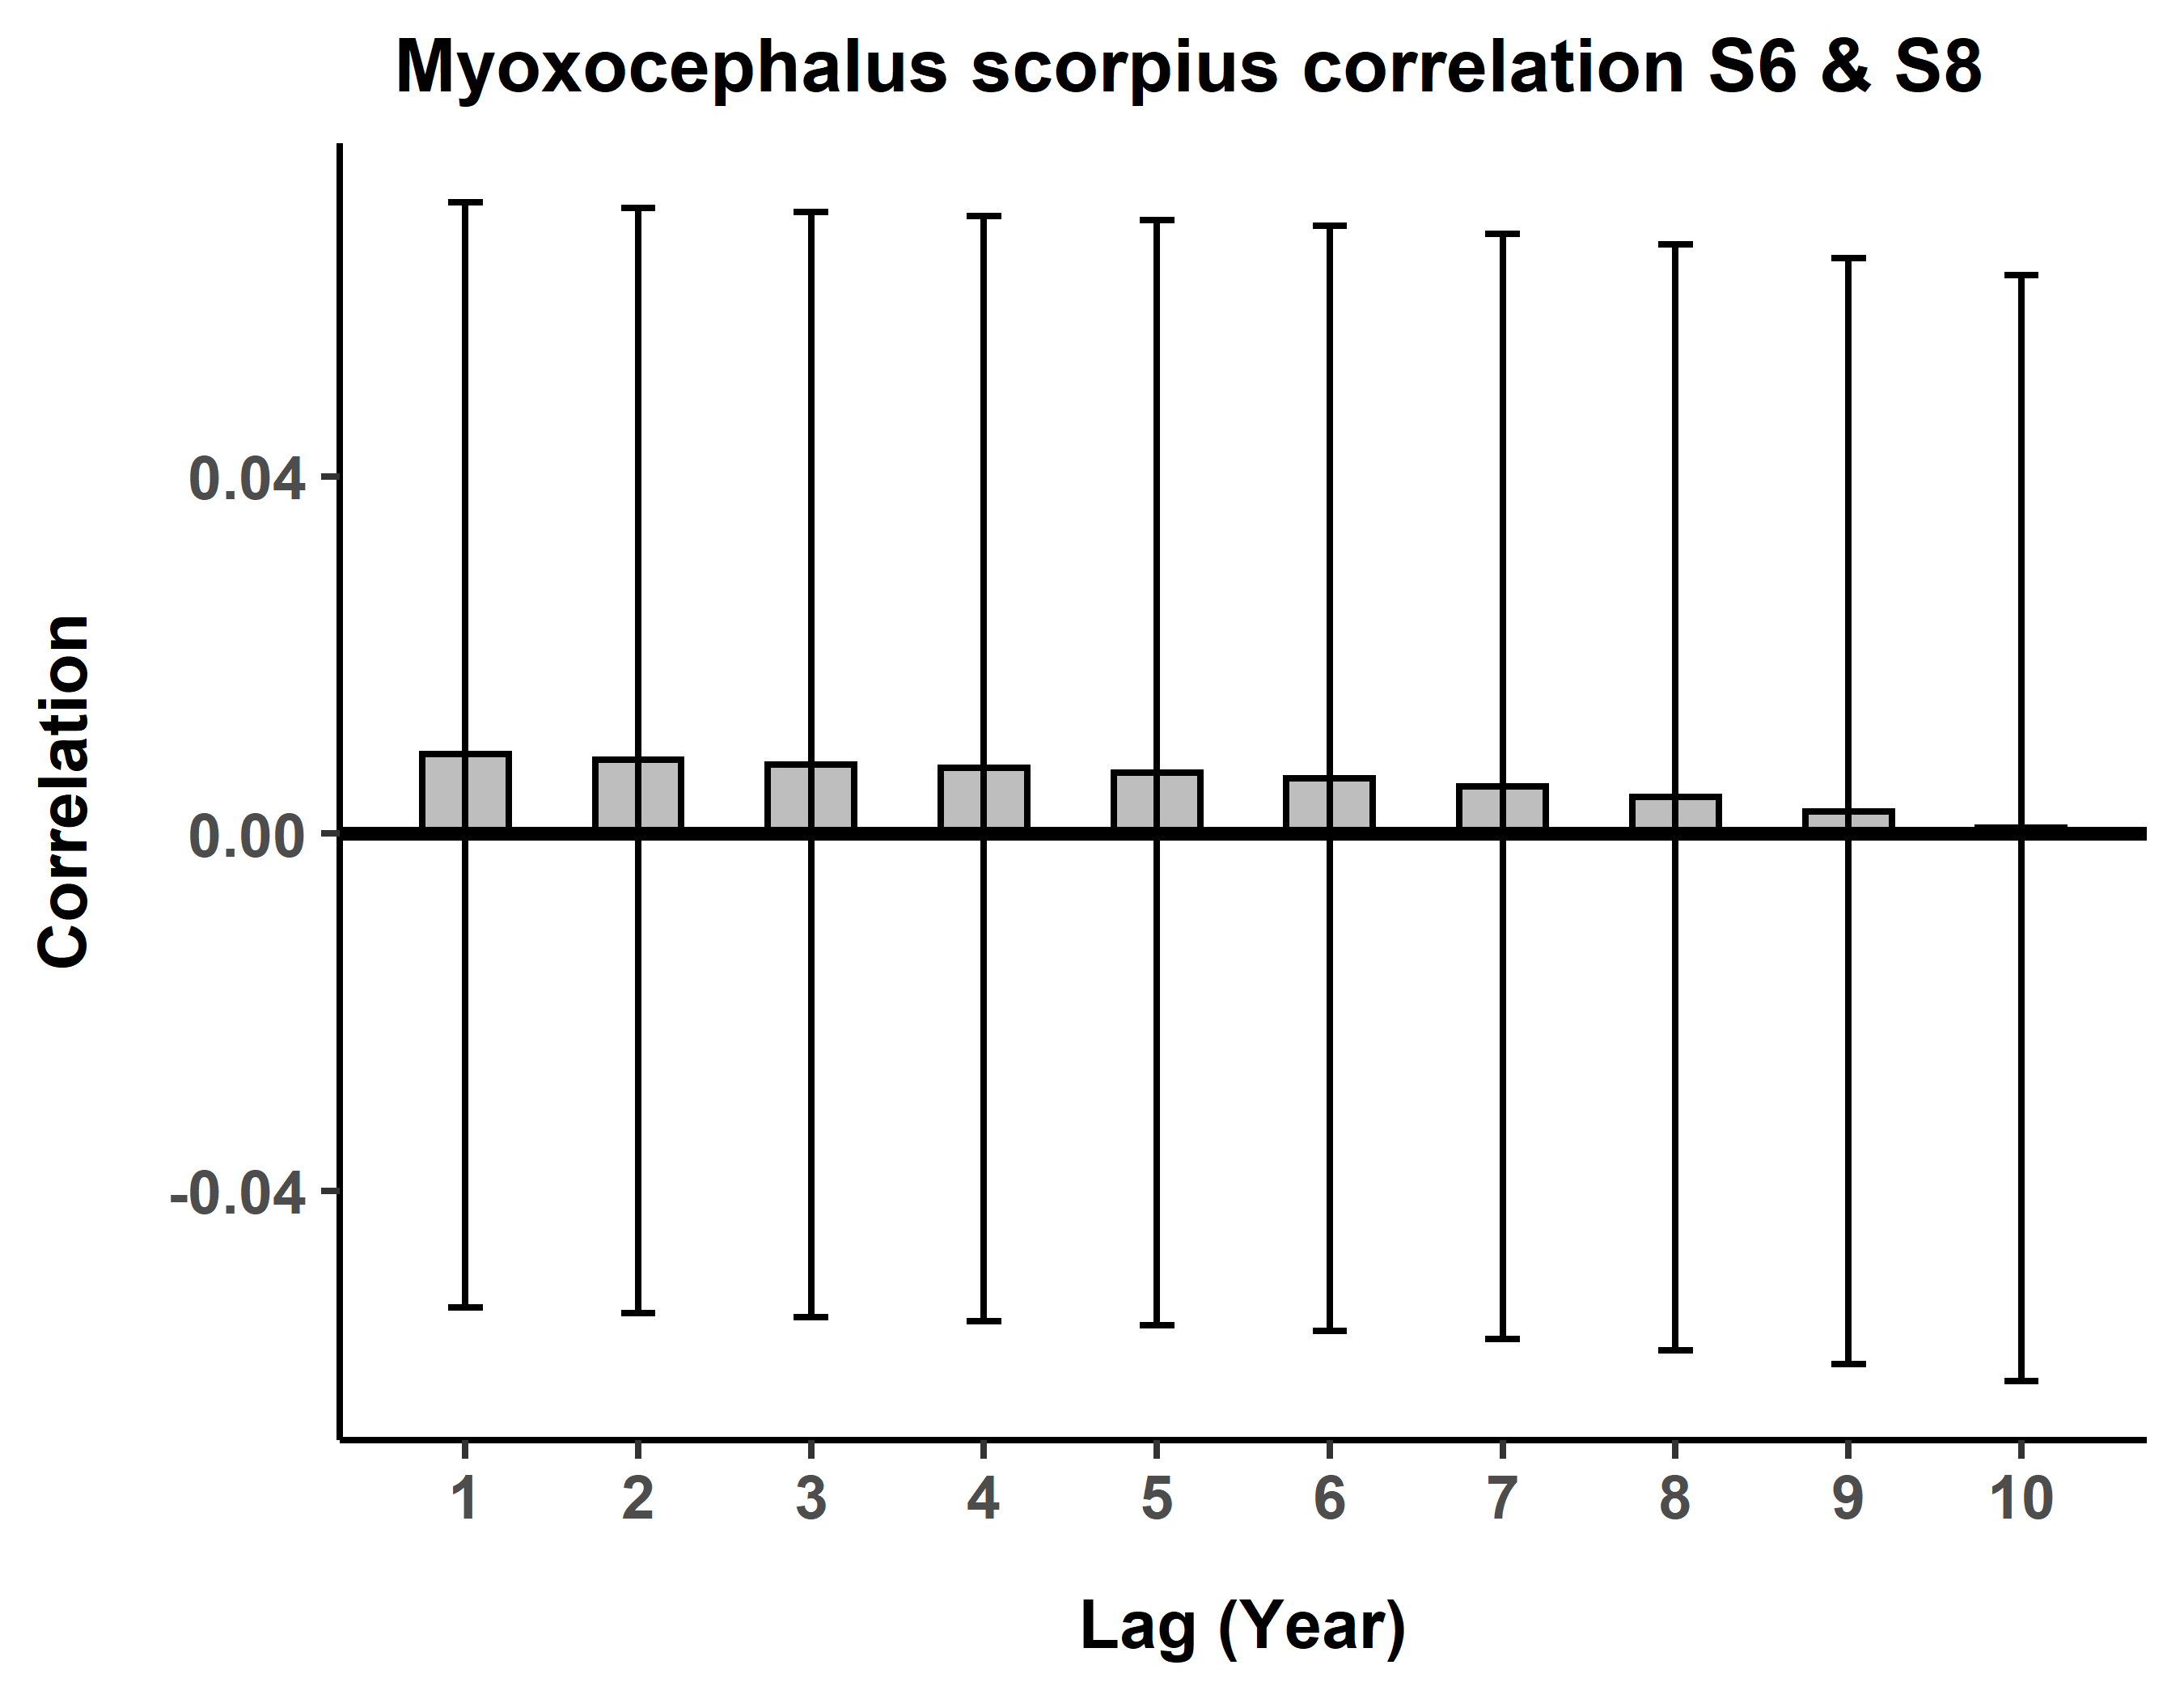 Myoxocephalus scorpius correlation S6 & S8
Correlation
0.04
0.00
-0.04
1 2 3 4 5 6 7 8 9 10
Lag (Year)